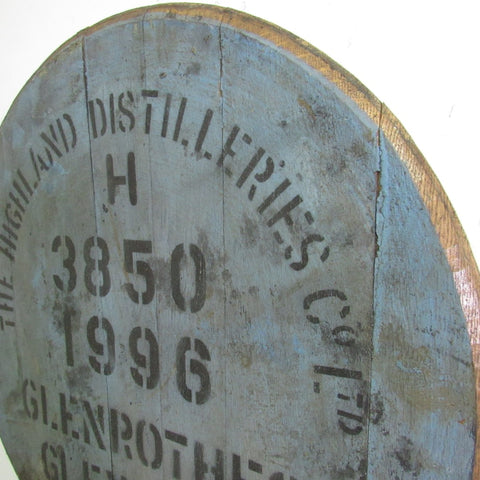 THE HIGHLAND DISTILLERIES Cº. LTD
H
3850
1996
GLENROTHES